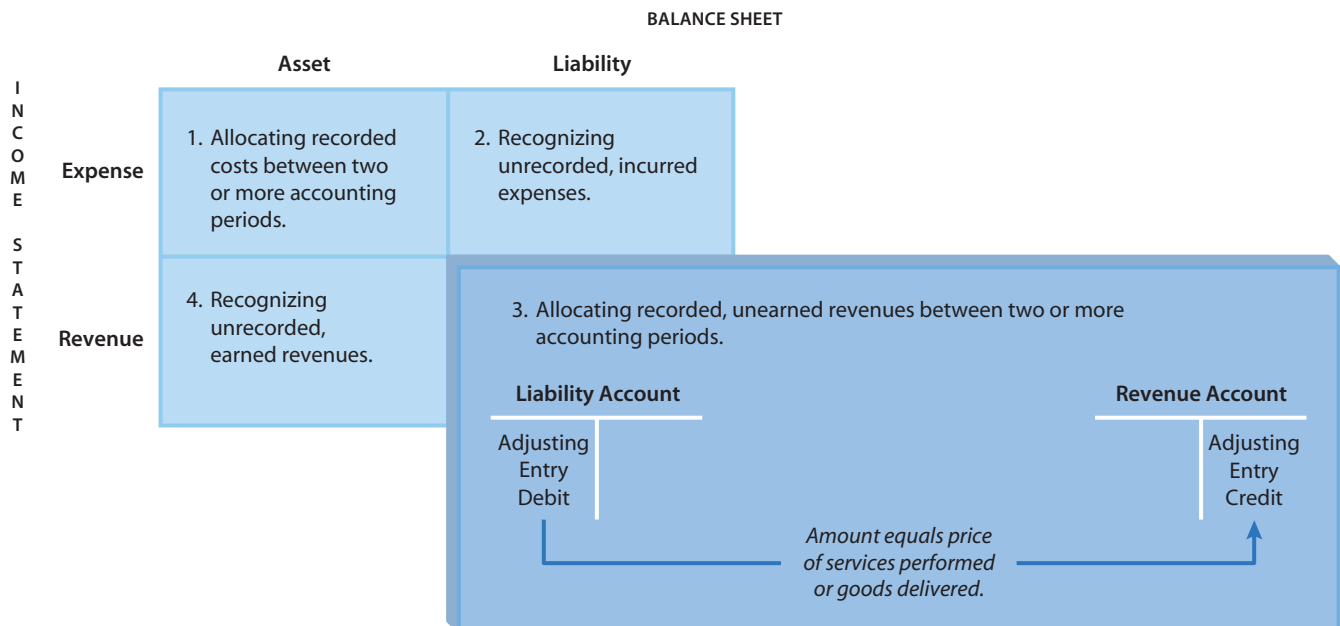 BALANCE SHEET
Asset
Liability
INCOME STATEMENT
Expense
1. Allocating recorded
costs between two
or more accounting
periods.
2. Recognizing
unrecorded, incurred
expenses.
Revenue
4. Recognizing
unrecorded,
earned revenues.
3. Allocating recorded, unearned revenues between two or more
accounting periods.
Liability Account
Revenue Account
Adjusting
Entry
Debit
Adjusting
Entry
Credit
Amount equals price
of services performed
or goods delivered.